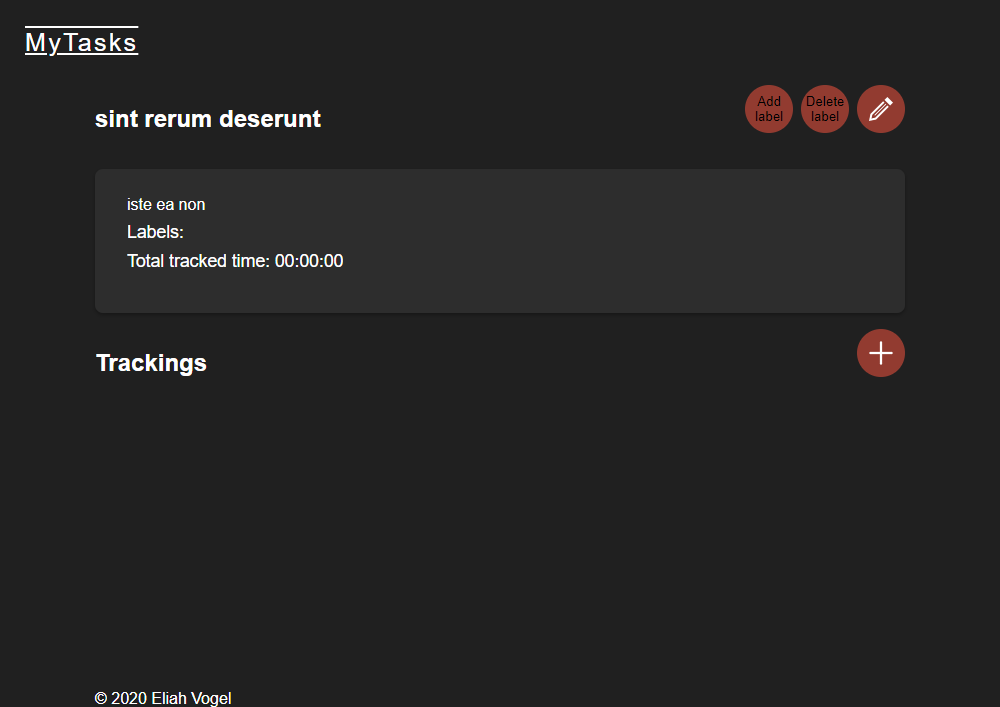 MyTasks
sint rerum deserunt
Add
label
Delete
label
iste ea non
Labels:
Total tracked time: 00:00:00
Trackings
© 2020 Eliah Vogel